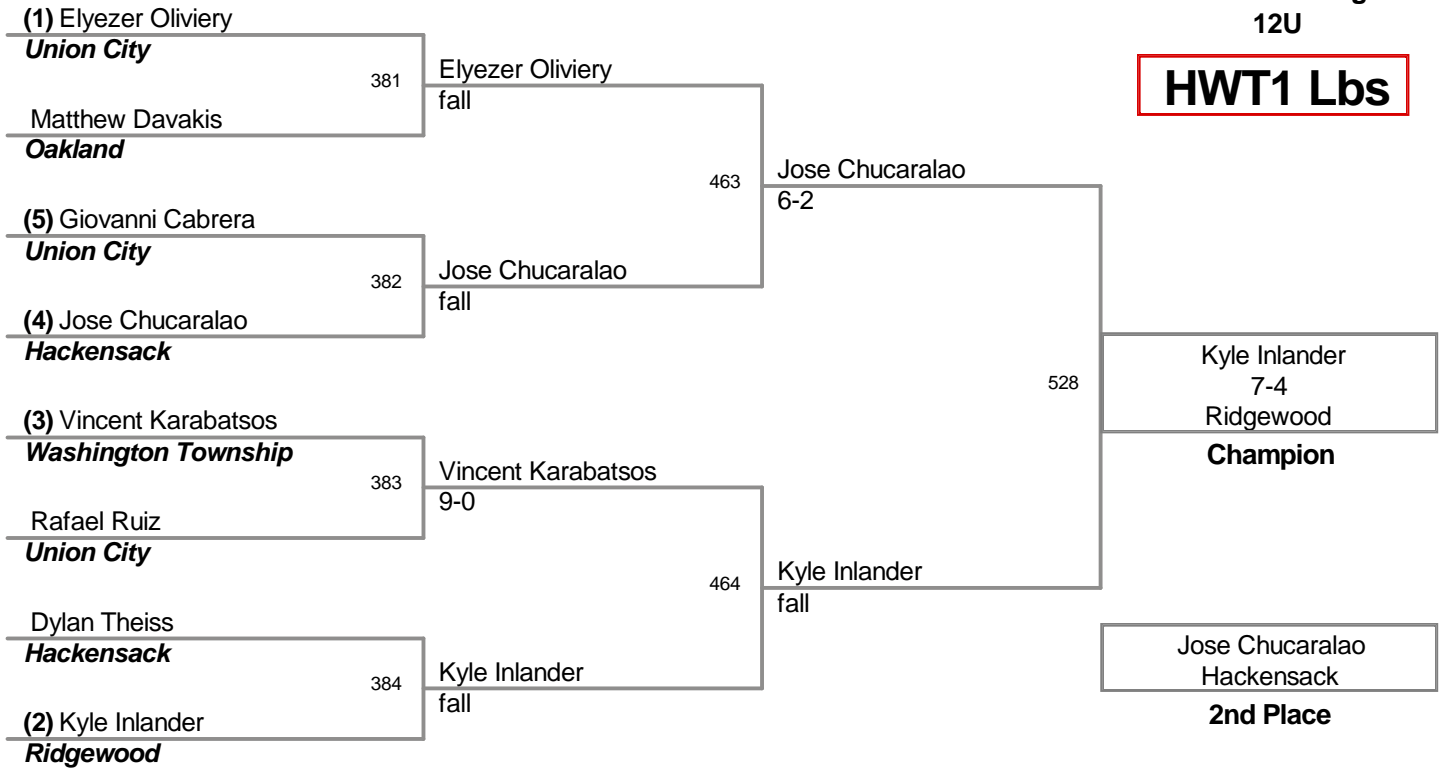 (1) Elyezer Oliviery
Union City
381
Elyezer Oliviery
fall
Matthew Davakis
Oakland
463
Jose Chucaralao
6-2
(5) Giovanni Cabrera
Union City
382
Jose Chucaralao
fall
(4) Jose Chucaralao
Hackensack
528
Kyle Inlander
7-4
Ridgewood
Champion
(3) Vincent Karabatsos
Washington Township
383
Vincent Karabatsos
9-0
Rafael Ruiz
Union City
464
Kyle Inlander
fall
Dylan Theiss
Hackensack
384
Kyle Inlander
fall
(2) Kyle Inlander
Ridgewood
12U
HWT1 Lbs
Jose Chucaralao
Hackensack
2nd Place